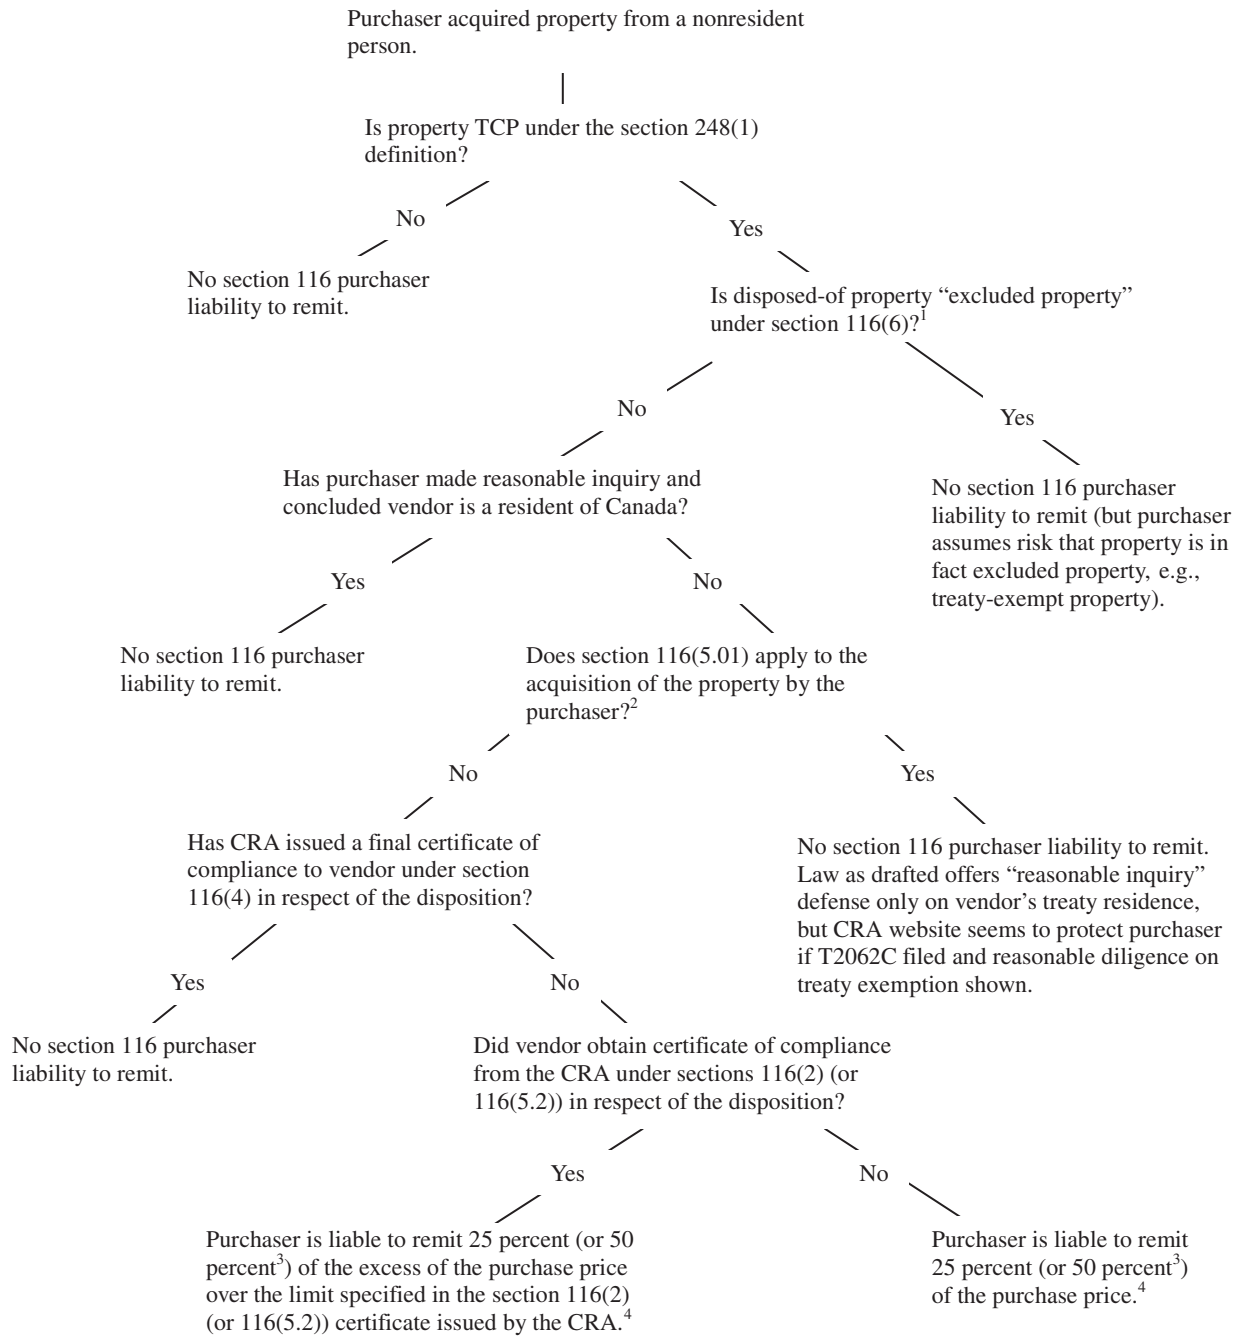 Purchaser acquired property from a nonresident
person.
Is property TCP under the section 248(1)
definition?
No
Yes
No section 116 purchaser
liability to remit.
Is disposed-of property “excluded property”
under section 116(6)?1
No
Yes
Has purchaser made reasonable inquiry and
concluded vendor is a resident of Canada?
No section 116 purchaser
liability to remit (but purchaser
assumes risk that property is in
fact excluded property, e.g.,
treaty-exempt property).
Yes
No
No section 116 purchaser
liability to remit.
Does section 116(5.01) apply to the
acquisition of the property by the
purchaser?2
No
Yes
Has CRA issued a final certificate of
compliance to vendor under section
116(4) in respect of the disposition?
No section 116 purchaser liability to remit.
Law as drafted offers “reasonable inquiry”
defense only on vendor’s treaty residence,
but CRA website seems to protect purchaser
if T2062C filed and reasonable diligence on
treaty exemption shown.
Yes
No
No section 116 purchaser
liability to remit.
Did vendor obtain certificate of compliance
from the CRA under sections 116(2) (or
116(5.2)) in respect of the disposition?
Yes
No
Purchaser is liable to remit 25 percent (or 50
percent3) of the excess of the purchase price
over the limit specified in the section 116(2)
(or 116(5.2)) certificate issued by the CRA.4
Purchaser is liable to remit
25 percent (or 50 percent3)
of the purchase price.4